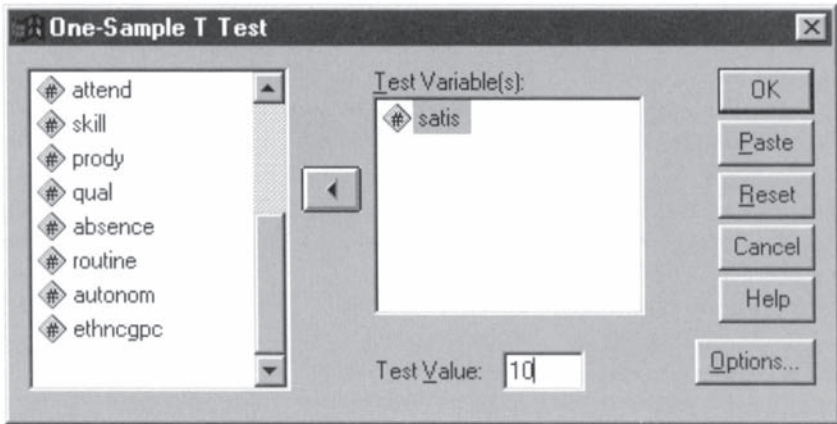 One-Sample T Test
attend
skill
prody
qual
absence
routine
autonom
ethncgpc
Test Variable(s):
satis
Test Value: 10
OK
Paste
Reset
Cancel
Help
Options...